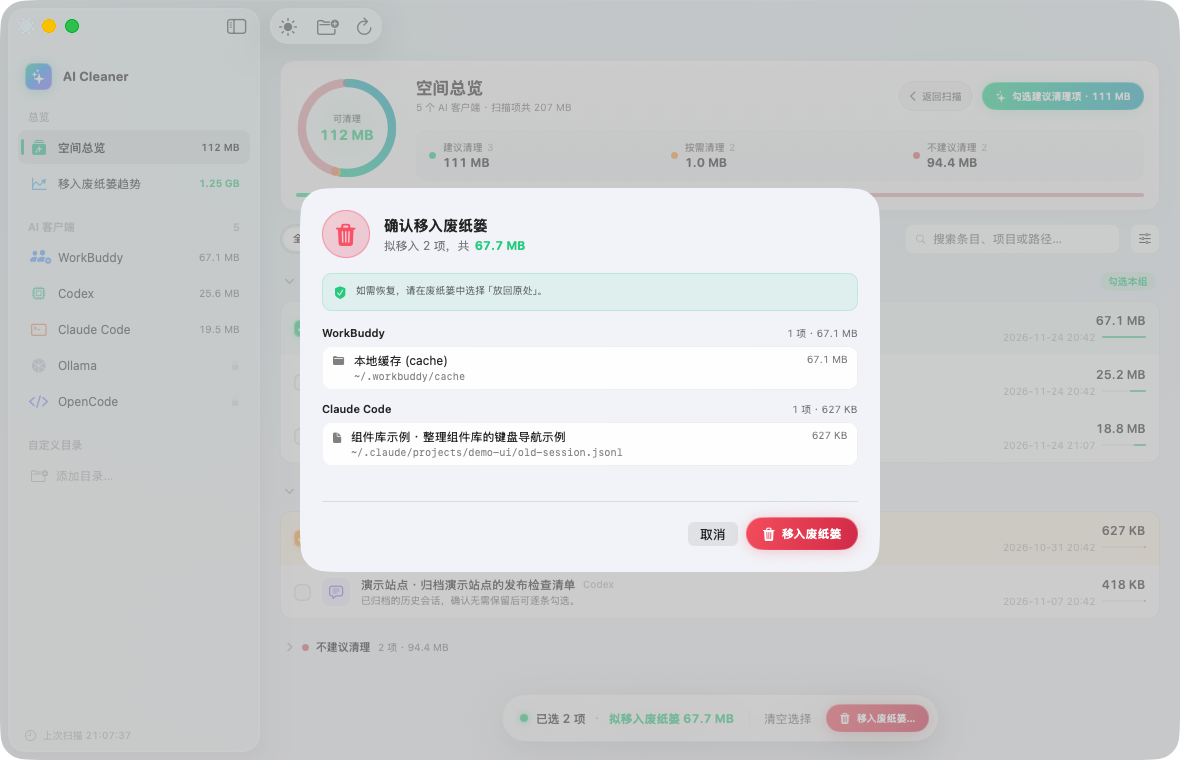 AI Cleaner
总览
空间总览 112 MB
移入废纸篓趋势 1.25 GB
AI 客户端 5
WorkBuddy 67.1 MB
Codex 25.6 MB
Claude Code 19.5 MB
Ollama
OpenCode
自定义目录
添加目录...
上次扫描 21:07:37
可清理
112 MB
空间总览
5 个 AI 客户端 · 扫描项共 207 MB
返回扫描
勾选建议清理项 · 111 MB
建议清理 3
111 MB
按需清理 2
1.0 MB
不建议清理 2
94.4 MB
搜索条目、项目或路径...
勾选本组
67.1 MB
2026-11-24 20:42
25.2 MB
2026-11-24 20:42
18.8 MB
2026-11-24 21:07
627 KB
2026-10-31 20:42
确认移入废纸篓
拟移入 2 项，共 67.7 MB
如需恢复，请在废纸篓中选择「放回原处」。
WorkBuddy 1 项 · 67.1 MB
本地缓存 (cache) 67.1 MB
~/.workbuddy/cache
Claude Code 1 项 · 627 KB
组件库示例 · 整理组件库的键盘导航示例 627 KB
~/.claude/projects/demo-ui/old-session.jsonl
取消
移入废纸篓
演示站点 · 归档演示站点的发布检查清单 Codex 418 KB
已归档的历史会话，确认无需保留后可逐条勾选。 2026-11-07 20:42
不建议清理 2 项 · 94.4 MB
已选 2 项 · 拟移入废纸篓 67.7 MB
清空选择
移入废纸篓...